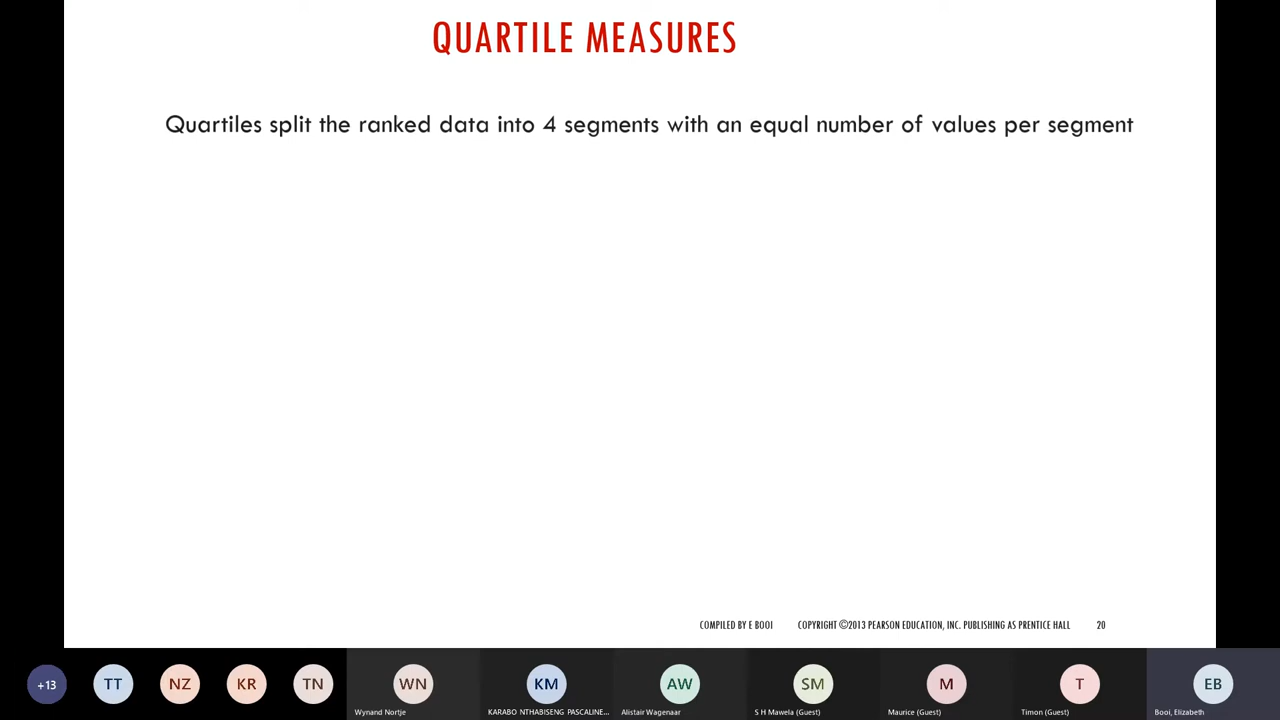 QUARTILE MEASURES
Quartiles split the ranked data into 4 segments with an equal number of values per segment
COMPILED BY E BOOI COPYRIGHT ©2013 PEARSON EDUCATION, INC. PUBLISHING AS PRENTICE HALL 20
+13 TT NZ KR TN WN KM AW SM M T EB
Wynand Nortje KARABO NTHABISENG PASCALINE... Alistair Wagenaar S H Mawela (Guest) Maurice (Guest) Timon (Guest) Booi, Elizabeth